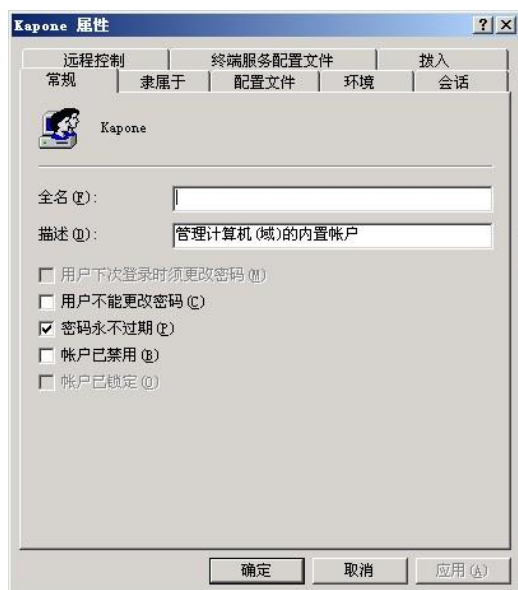 Kapone 属性
远程控制 终端服务配置文件 拨入
常规 隶属于 配置文件 环境 会话
Kapone
全名(F):
描述(D): 管理计算机(域)的内置帐户
用户下次登录时须更改密码(M)
用户不能更改密码(C)
密码永不过期(P)
帐户已禁用(B)
帐户已锁定(O)
确定 取消 应用(A)